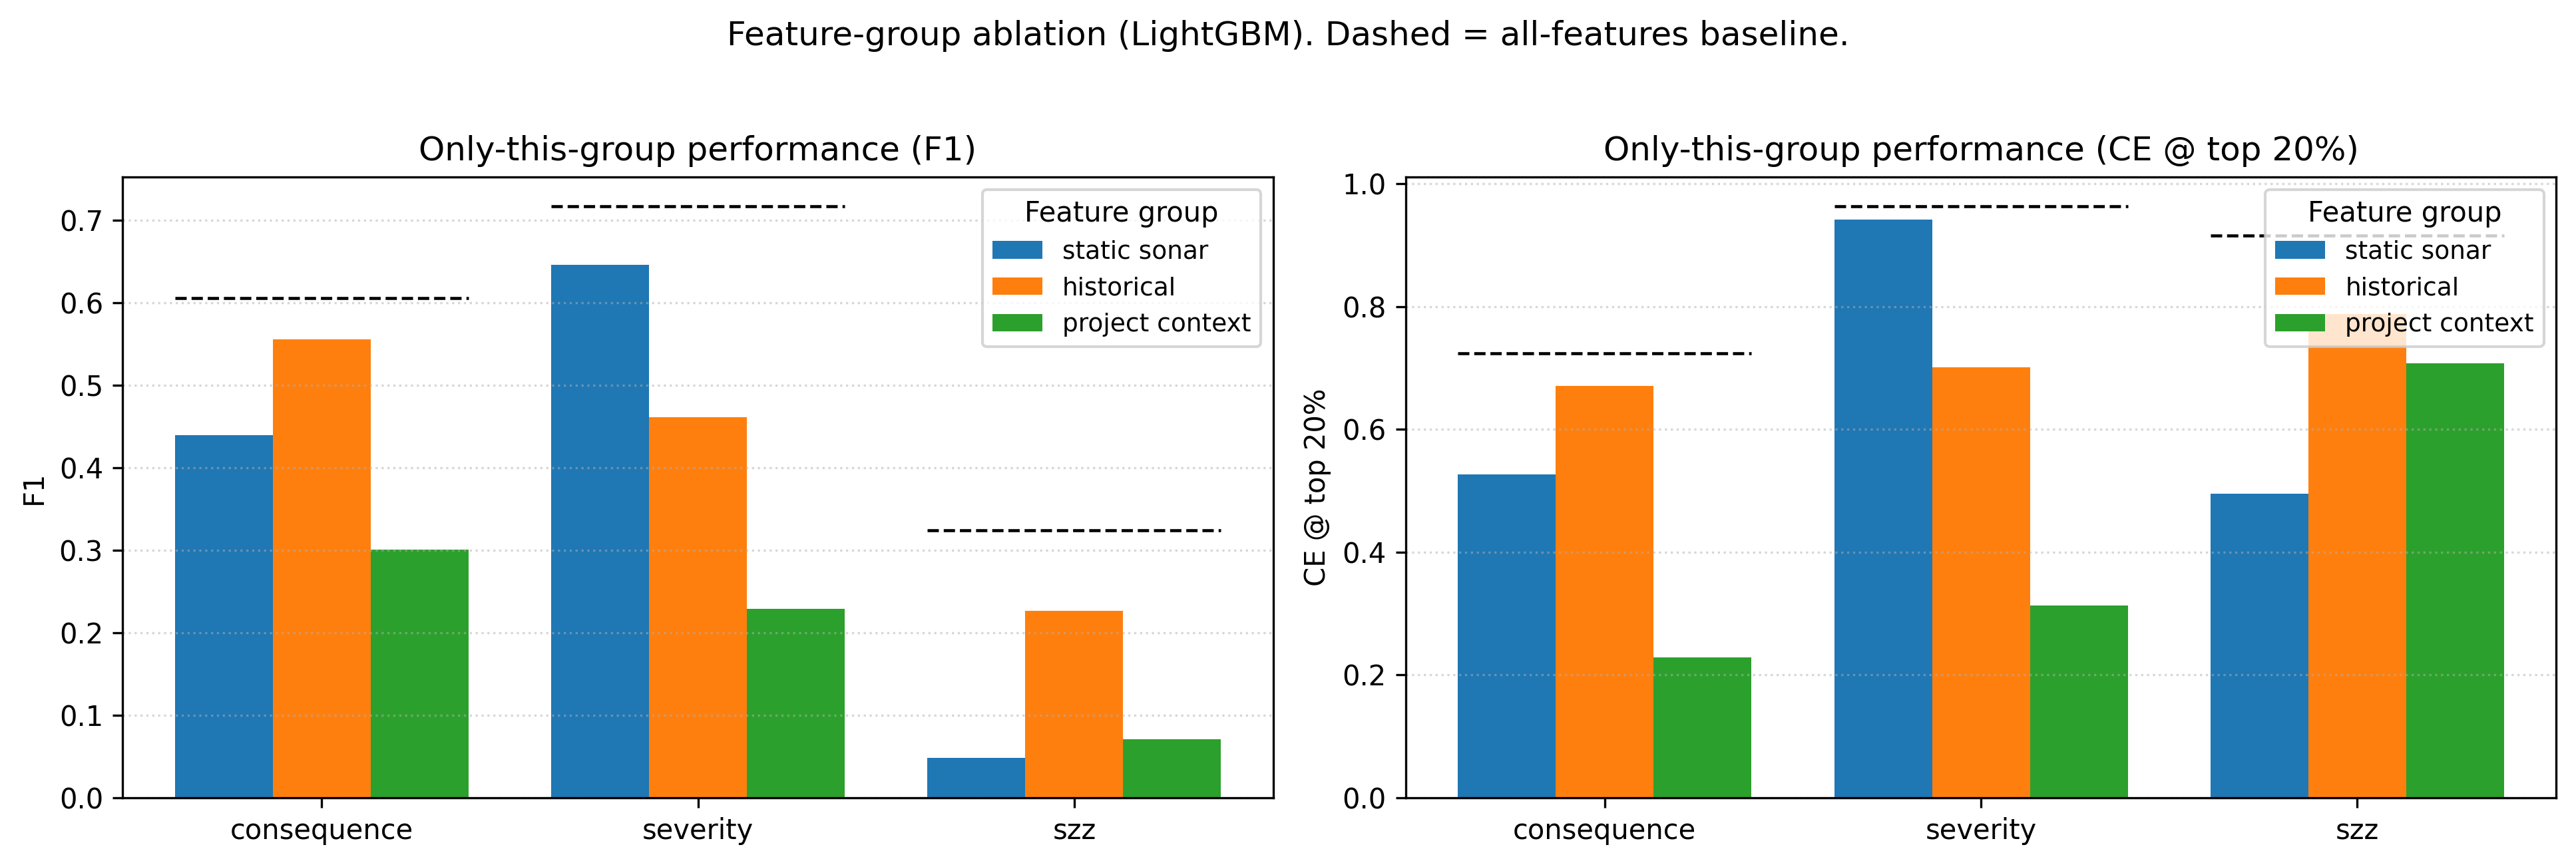 Feature-group ablation (LightGBM). Dashed = all-features baseline.
Only-this-group performance (F1)
F1
0.7
0.6
0.5
0.4
0.3
0.2
0.1
0.0
Feature group
static sonar
historical
project context
consequence
severity
szz
Only-this-group performance (CE @ top 20%)
CE @ top 20%
1.0
0.8
0.6
0.4
0.2
0.0
Feature group
static sonar
historical
project context
consequence
severity
szz